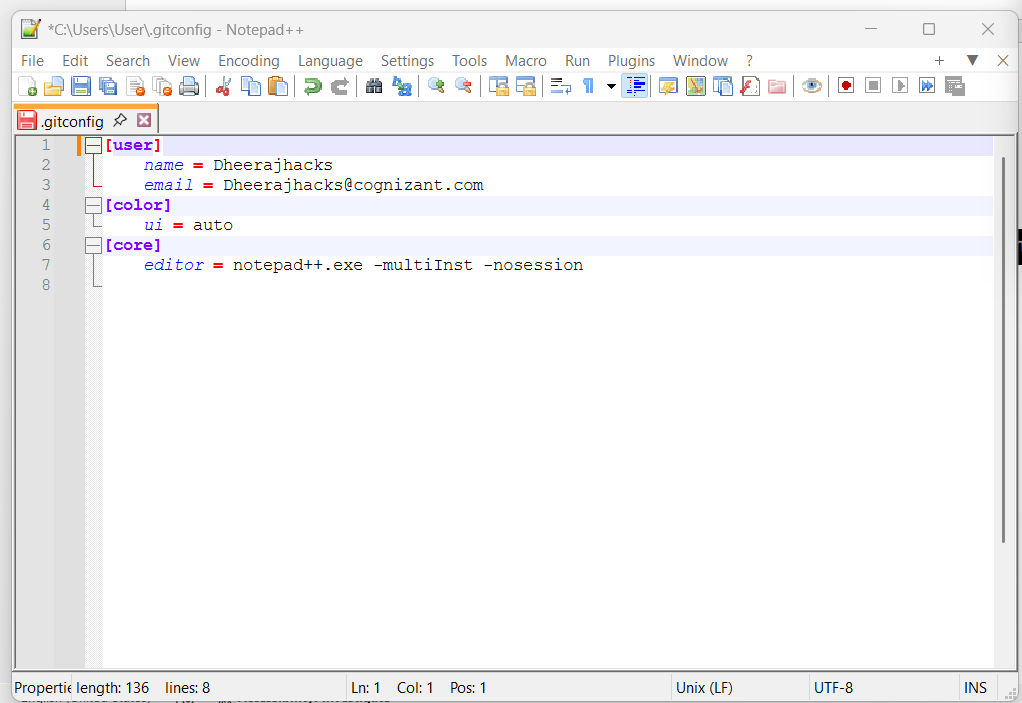 *C:\Users\User\.gitconfig - Notepad++
File Edit Search View Encoding Language Settings Tools Macro Run Plugins Window ?
.gitconfig
1 [user]
2 name = Dheerajhacks
3 email = Dheerajhacks@cognizant.com
4 [color]
5 ui = auto
6 [core]
7 editor = notepad++.exe -multiInst -nosession
8
Propertie length: 136 lines: 8 Ln: 1 Col: 1 Pos: 1 Unix (LF) UTF-8 INS